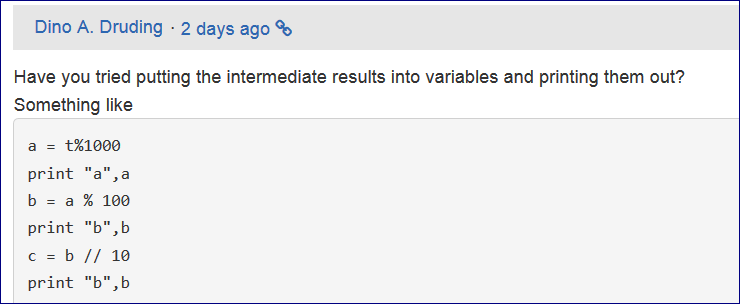 Dino A. Druding · 2 days ago
Have you tried putting the intermediate results into variables and printing them out?
Something like
a = t%1000
print "a",a
b = a % 100
print "b",b
c = b // 10
print "b",b